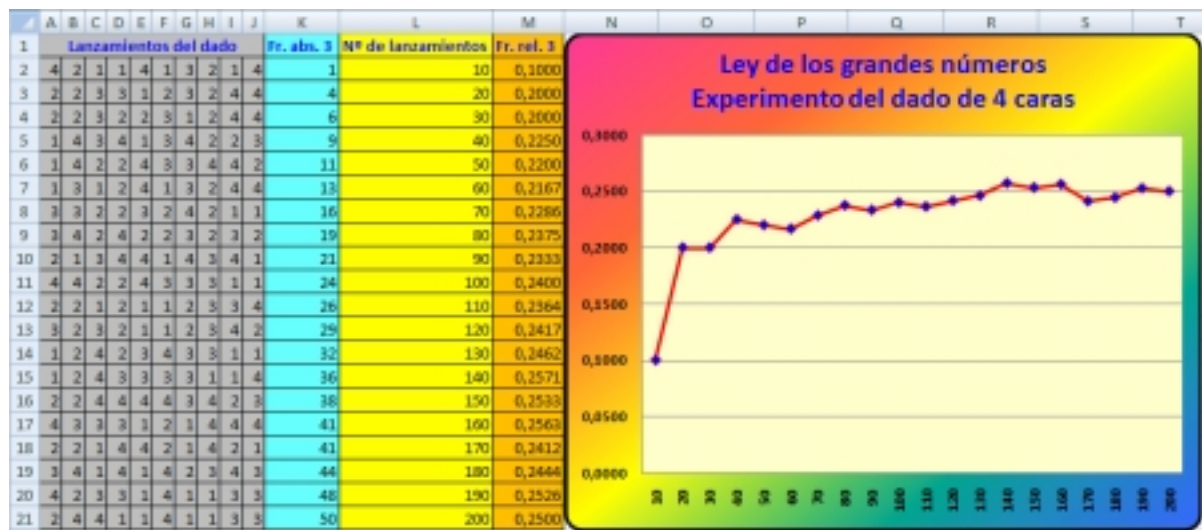 A B C D E F G H I J K L M N O P Q R S T
1 Lanzamientos del dado Fr. abs. 3 Nº de lanzamientos Fr. rel. 3
2 4 2 1 1 4 1 3 2 1 4 1 10 0,1000
3 2 2 3 3 1 2 3 2 4 4 4 20 0,2000
4 2 2 3 2 2 3 1 2 4 4 6 30 0,2000
5 1 4 3 4 1 3 4 2 2 3 9 40 0,2250
6 1 4 2 2 4 3 3 4 4 2 11 50 0,2200
7 1 3 1 2 4 1 3 2 4 4 13 60 0,2167
8 3 3 2 2 3 2 4 2 1 1 16 70 0,2286
9 3 4 2 4 2 2 3 2 3 2 19 80 0,2375
10 2 1 3 4 4 1 4 3 4 1 21 90 0,2333
11 4 4 2 2 4 3 3 3 1 1 24 100 0,2400
12 2 2 1 2 1 1 2 3 3 4 26 110 0,2364
13 3 2 3 2 1 1 2 3 4 2 29 120 0,2417
14 1 2 4 2 3 4 3 3 1 1 32 130 0,2462
15 1 2 4 3 3 3 3 1 1 4 36 140 0,2571
16 2 2 4 4 4 4 3 4 2 3 38 150 0,2533
17 4 3 3 3 1 2 1 4 4 4 41 160 0,2563
18 2 2 1 4 4 2 1 4 2 1 41 170 0,2412
19 3 4 1 4 1 4 2 3 4 3 44 180 0,2444
20 4 2 3 3 1 4 1 1 3 3 48 190 0,2526
21 2 4 4 1 1 4 1 1 3 3 50 200 0,2500
Ley de los grandes números
Experimento del dado de 4 caras
0,3000
0,2500
0,2000
0,1500
0,1000
0,0500
0,0000
10 20 30 40 50 60 70 80 90 100 110 120 130 140 150 160 170 180 190 200